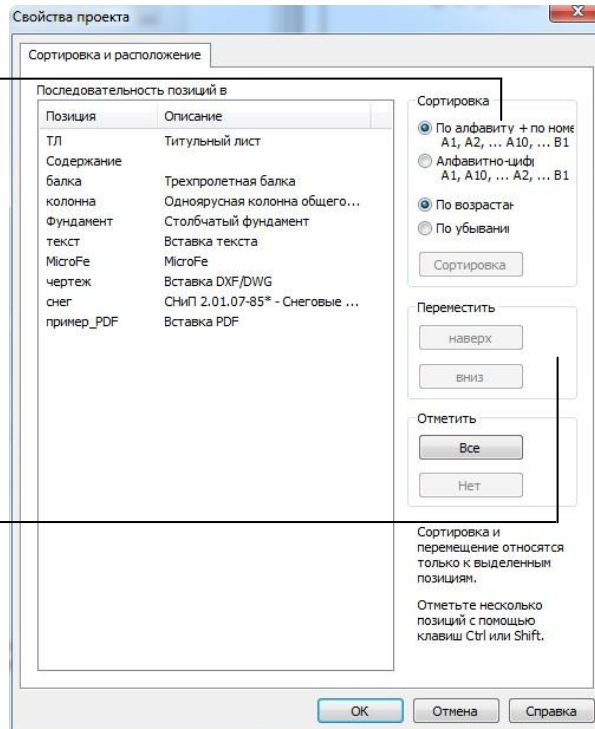 Свойства проекта
Сортировка и расположение
Последовательность позиций в
Позиция Описание
ТЛ Титульный лист
Содержание
балка Трехпролетная балка
колонна Одноярусная колонна общего...
Фундамент Столбчатый фундамент
текст Вставка текста
MicroFe MicroFe
чертеж Вставка DXF/DWG
снег СНиП 2.01.07-85* - Снеговые ...
пример_PDF Вставка PDF
Сортировка
По алфавиту + по номе
A1, A2, ... A10, ... B1
Алфавитно-циф
A1, A10, ... A2, ... B1
По возраста
По убывани
Сортировка
Переместить
наверх
вниз
Отметить
Все
Нет
Сортировка и
перемещение относятся
только к выделенным
позициям.
Отметьте несколько
позиций с помощью
клавиш Ctrl или Shift.
ОК
Отмена
Справка